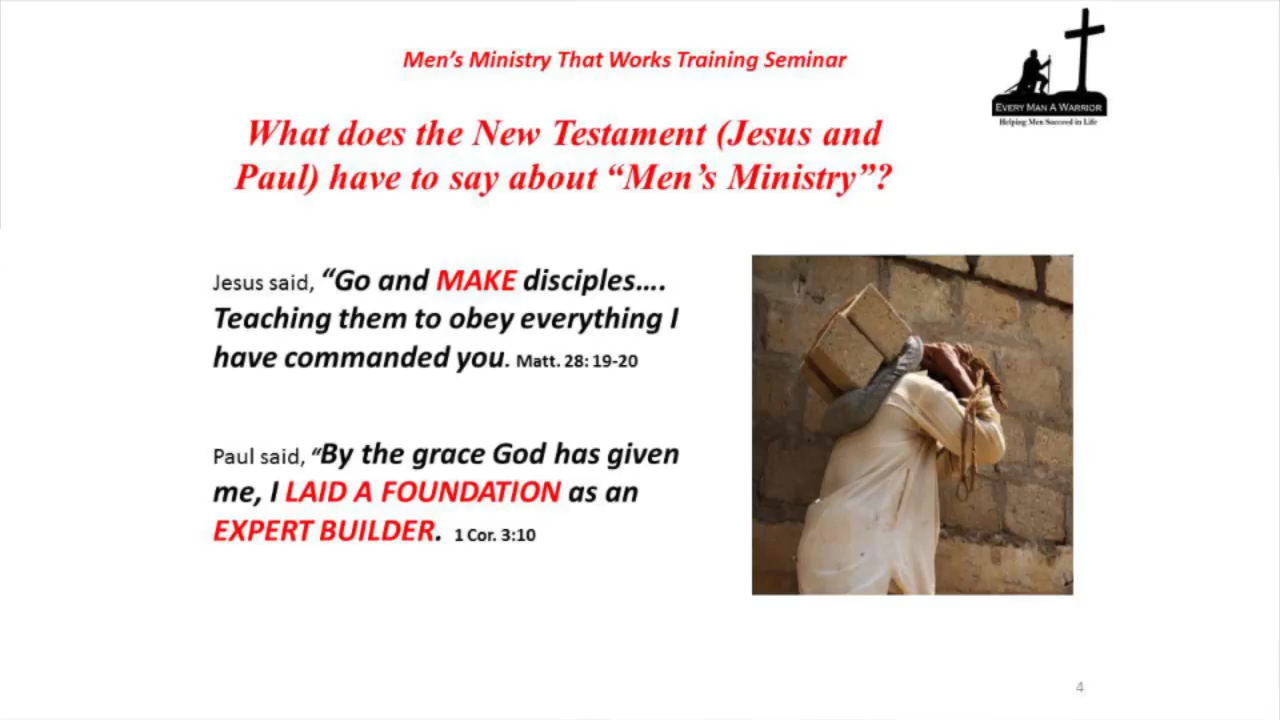 Men's Ministry That Works Training Seminar
EVERY MAN A WARRIOR
Helping Men Succeed in Life
What does the New Testament (Jesus and
Paul) have to say about “Men's Ministry”?
Jesus said, “Go and MAKE disciples….
Teaching them to obey everything I
have commanded you. Matt. 28: 19-20
Paul said, “By the grace God has given
me, I LAID A FOUNDATION as an
EXPERT BUILDER. 1 Cor. 3:10
4